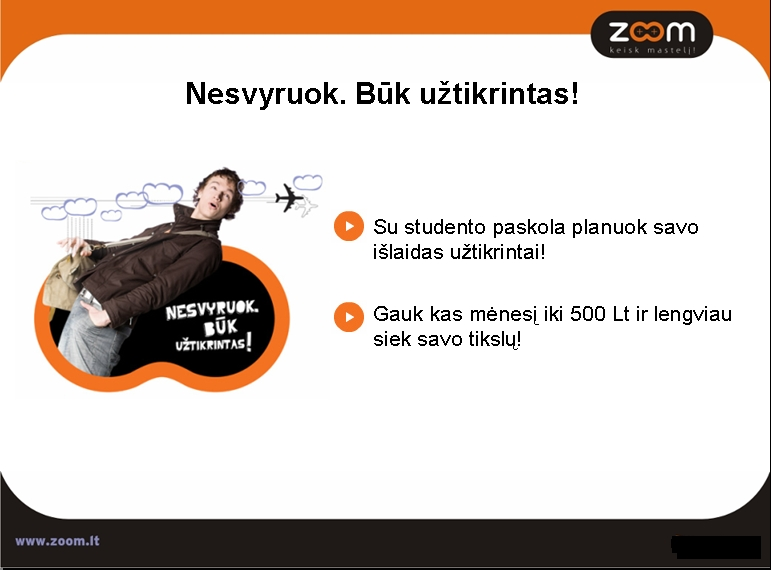 zoom
keisk mastelį!
Nesvyruok. Būk užtikrintas!
Su studento paskola planuok savo
išlaidas užtikrintai!
Gauk kas mėnesį iki 500 Lt ir lengviau
siek savo tikslų!
NESVYRUOK.
BŪK
UŽTIKRINTAS!
www.zoom.lt